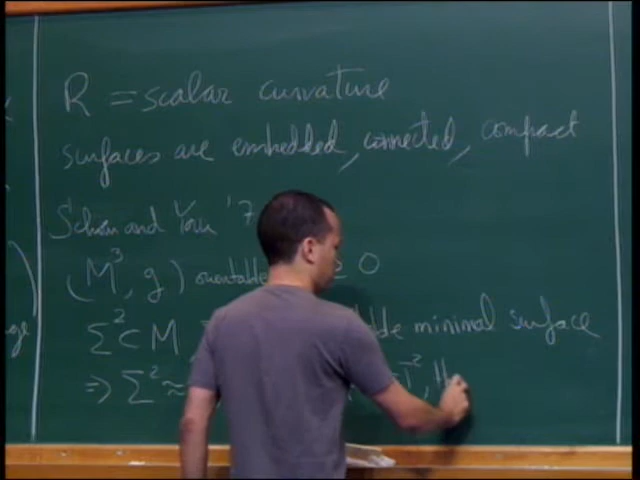 R = scalar curvature
surfaces are embedded, connected, compact
Schoen and Yau '7
(M³, g) orientable ≥ 0
Σ² ⊂ M, minimal surface
⇒ Σ² ≈ T², H